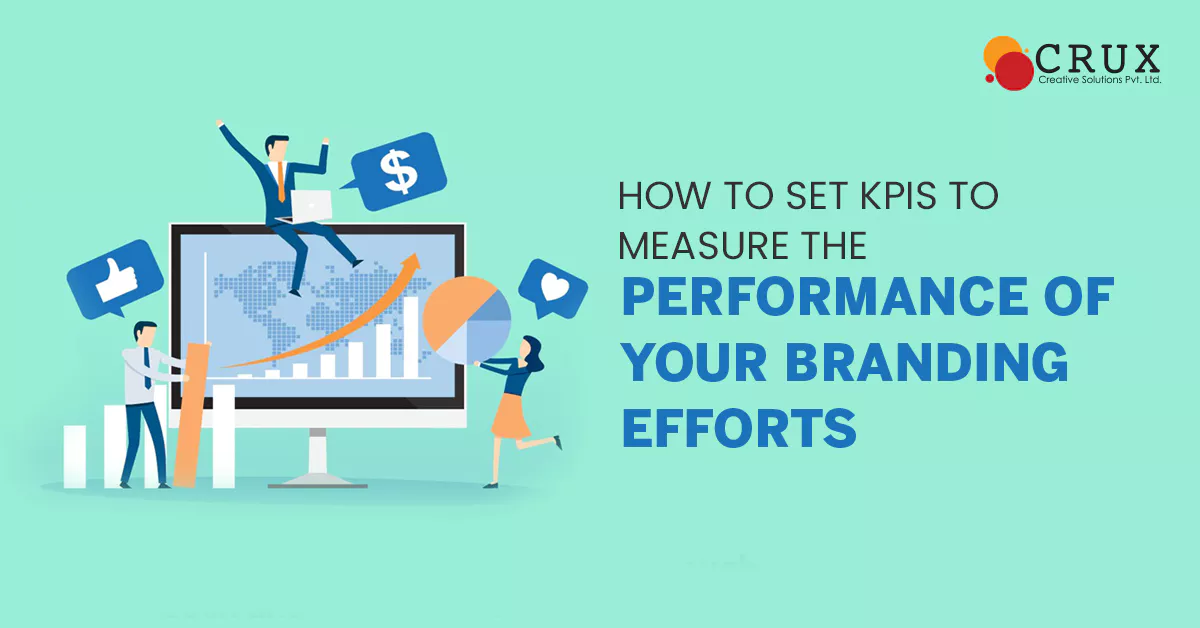 CRUX
Creative Solutions Pvt. Ltd.
$
HOW TO SET KPIS TO
MEASURE THE
PERFORMANCE OF
YOUR BRANDING
EFFORTS